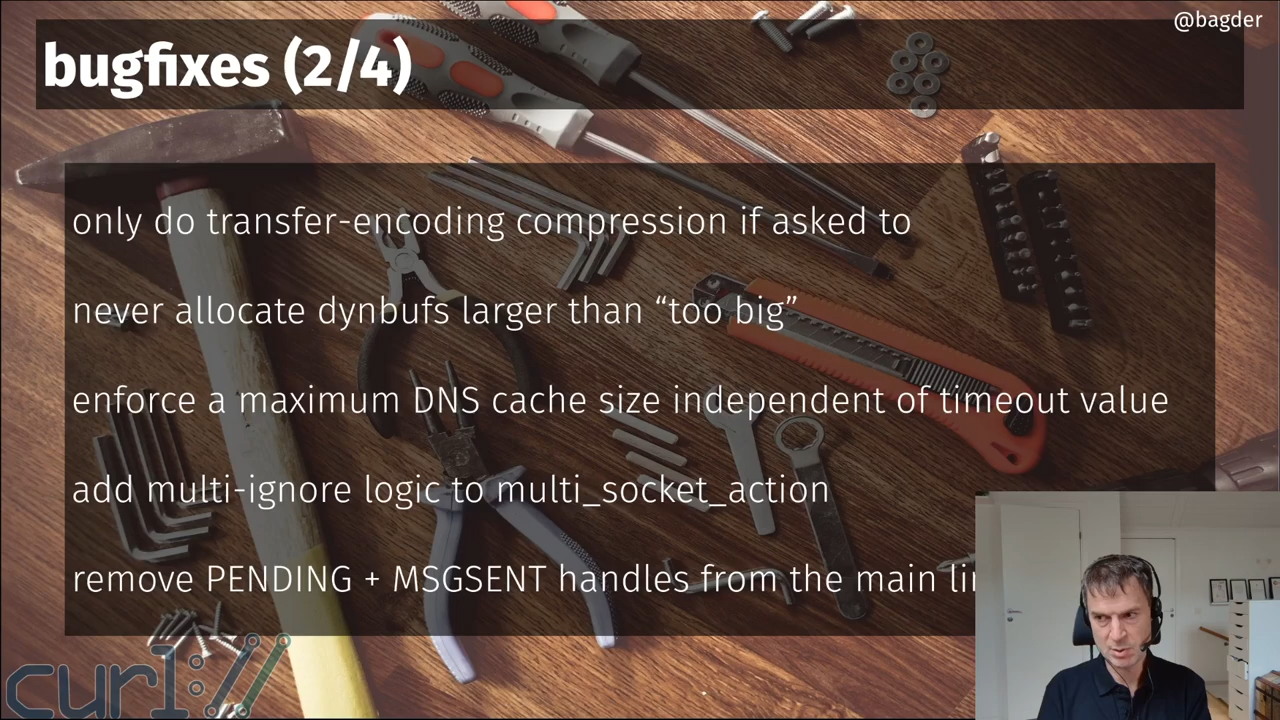 @bagder
bugfixes (2/4)
only do transfer-encoding compression if asked to
never allocate dynbufs larger than “too big”
enforce a maximum DNS cache size independent of timeout value
add multi-ignore logic to multi_socket_action
remove PENDING + MSGSENT handles from the main
curl://